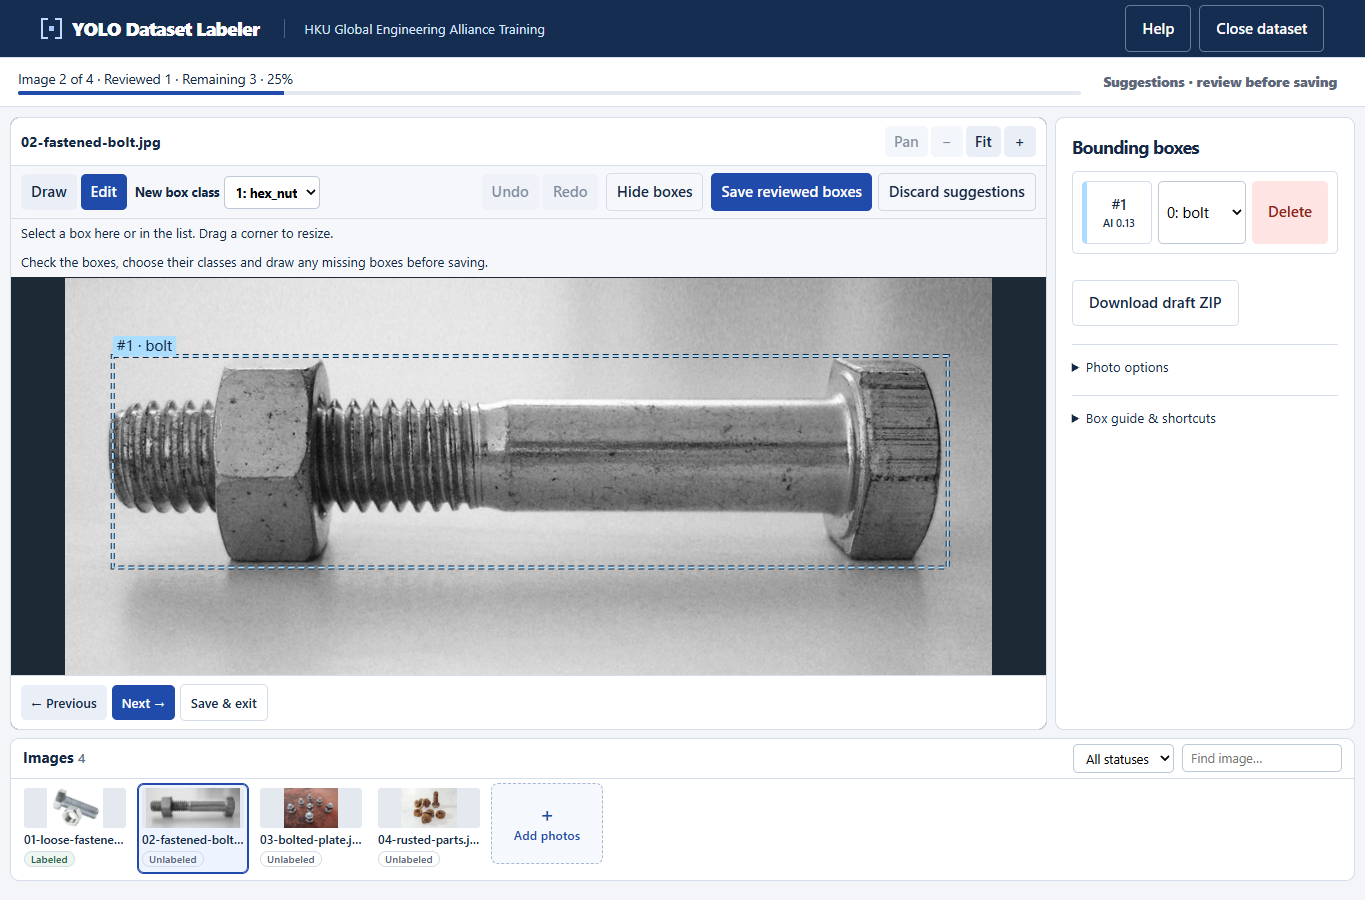 YOLO Dataset Labeler
HKU Global Engineering Alliance Training
Help
Close dataset
Image 2 of 4 · Reviewed 1 · Remaining 3 · 25%
Suggestions · review before saving
02-fastened-bolt.jpg
Pan
−
Fit
+
Draw
Edit
New box class
1: hex_nut
Undo
Redo
Hide boxes
Save reviewed boxes
Discard suggestions
Select a box here or in the list. Drag a corner to resize.
Check the boxes, choose their classes and draw any missing boxes before saving.
#1 · bolt
← Previous
Next →
Save & exit
Bounding boxes
#1
AI 0.13
0: bolt
Delete
Download draft ZIP
Photo options
Box guide & shortcuts
Images 4
All statuses
Find image...
01-loose-fastene...
Labeled
02-fastened-bolt...
Unlabeled
03-bolted-plate.j...
Unlabeled
04-rusted-parts.j...
Unlabeled
+
Add photos